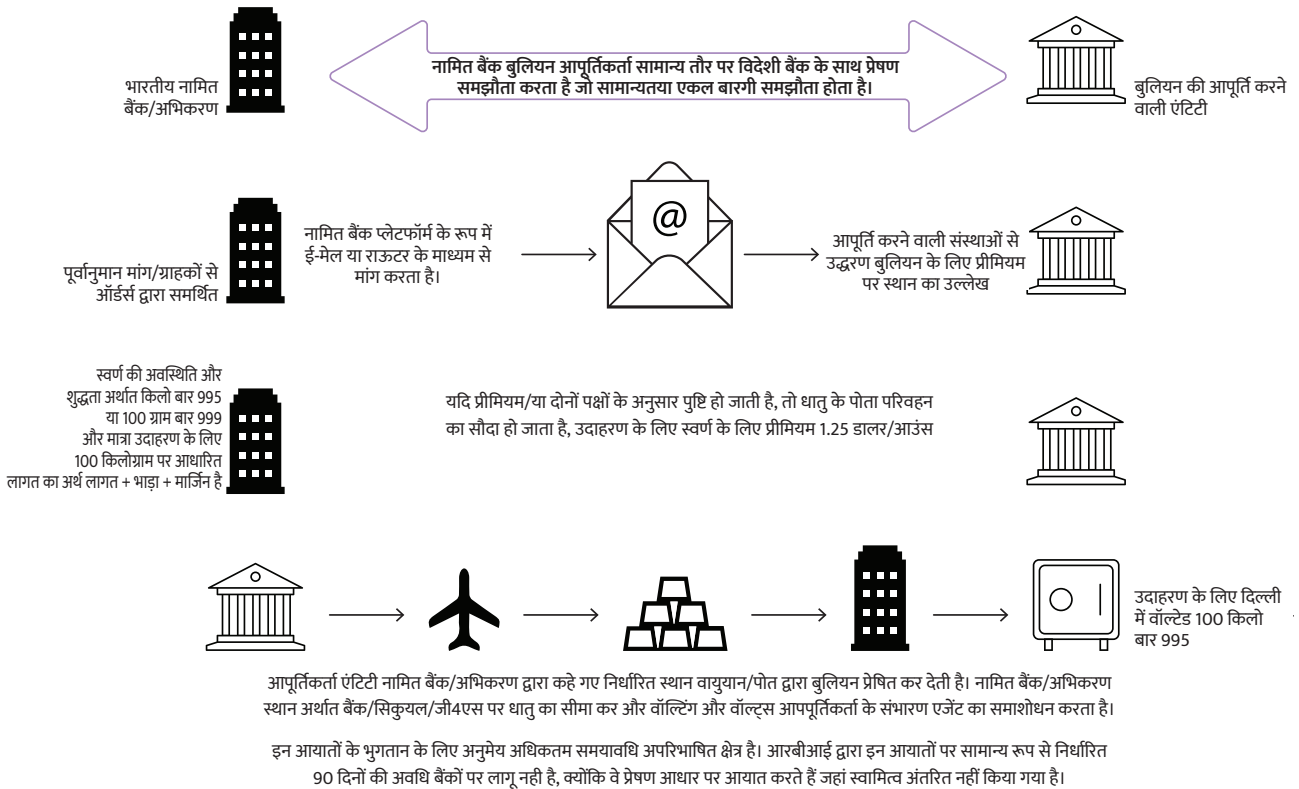 भारतीय नामित
बैंक/अभिकरण
नामित बैंक बुलियन आपूर्तिकर्ता सामान्य तौर पर विदेशी बैंक के साथ प्रेषण
समझौता करता है जो सामान्यतया एकल बारगी समझौता होता है।
बुलियन की आपूर्ति करने
वाली एंटिटी
पूर्वानुमान मांग/ग्राहकों से
ऑर्डर्स द्वारा समर्थित
नामित बैंक प्लेटफॉर्म के रूप में
ई-मेल या राऊटर के माध्यम से
मांग करता है।
@
आपूर्ति करने वाली संस्थाओं से
उद्धरण बुलियन के लिए प्रीमियम
पर स्थान का उल्लेख
स्वर्ण की अवस्थिति और
शुद्धता अर्थात किलो बार 995
या 100 ग्राम बार 999
और मात्रा उदाहरण के लिए
100 किलोग्राम पर आधारित
लागत का अर्थ लागत + भाड़ा + मार्जिन है
यदि प्रीमियम/या दोनों पक्षों के अनुसार पुष्टि हो जाती है, तो धातु के पोता परिवहन
का सौदा हो जाता है, उदाहरण के लिए स्वर्ण के लिए प्रीमियम 1.25 डालर/आउंस
उदाहरण के लिए दिल्ली
में वॉल्टेड 100 किलो
बार 995
आपूर्तिकर्ता एंटिटी नामित बैंक/अभिकरण द्वारा कहे गए निर्धारित स्थान वायुयान/पोत द्वारा बुलियन प्रेषित कर देती है। नामित बैंक/अभिकरण
स्थान अर्थात बैंक/सिकुयल/जी4एस पर धातु का सीमा कर और वॉल्टिंग और वॉल्ट्स आपपूर्तिकर्ता के संभारण एजेंट का समाशोधन करता है।
इन आयातों के भुगतान के लिए अनुमेय अधिकतम समयावधि अपरिभाषित क्षेत्र है। आरबीआई द्वारा इन आयातों पर सामान्य रूप से निर्धारित
90 दिनों की अवधि बैंकों पर लागू नही है, क्योंकि वे प्रेषण आधार पर आयात करते हैं जहां स्वामित्व अंतरित नहीं किया गया है।